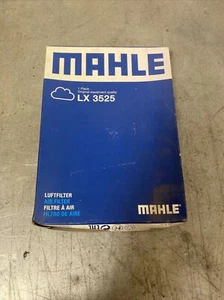 MAHLE
1 Piece
Original equipment quality
LX 3525
LUFTFILTER
AIR FILTER
FILTRE À AIR
FILTRO DE AIRE
MAHLE